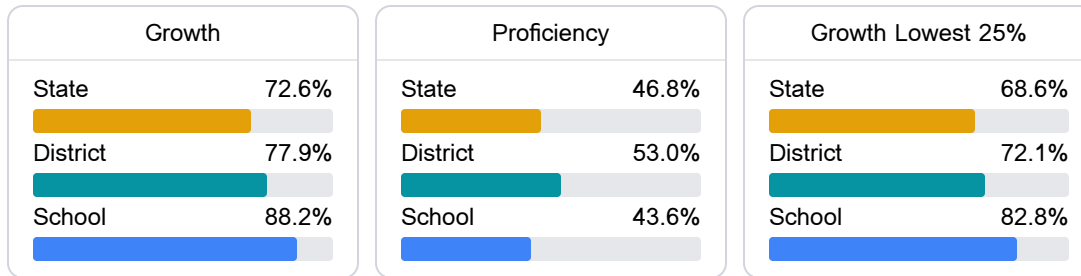 Growth
State 72.6%
District 77.9%
School 88.2%
Proficiency
State 46.8%
District 53.0%
School 43.6%
Growth Lowest 25%
State 68.6%
District 72.1%
School 82.8%